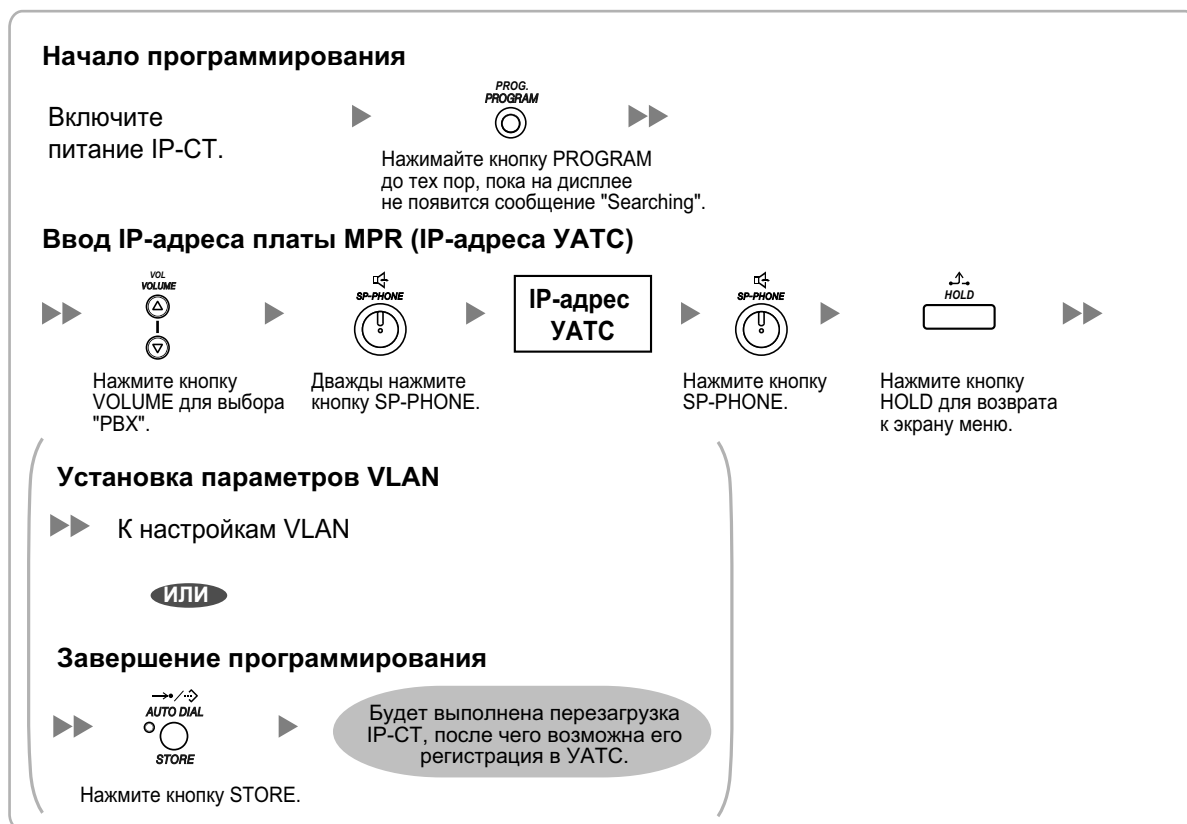 Начало программирования
Включите
питание IP-CT.
PROG.
PROGRAM
Нажимайте кнопку PROGRAM
до тех пор, пока на дисплее
не появится сообщение "Searching".
Ввод IP-адреса платы MPR (IP-адреса УАТС)
VOL
VOLUME
Нажмите кнопку
VOLUME для выбора
"PBX".
SP-PHONE
Дважды нажмите
кнопку SP-PHONE.
IP-адрес
УАТС
SP-PHONE
Нажмите кнопку
SP-PHONE.
HOLD
Нажмите кнопку
HOLD для возврата
к экрану меню.
Установка параметров VLAN
К настройкам VLAN
ИЛИ
Завершение программирования
AUTO DIAL
STORE
Нажмите кнопку STORE.
Будет выполнена перезагрузка
IP-CT, после чего возможна его
регистрация в УАТС.